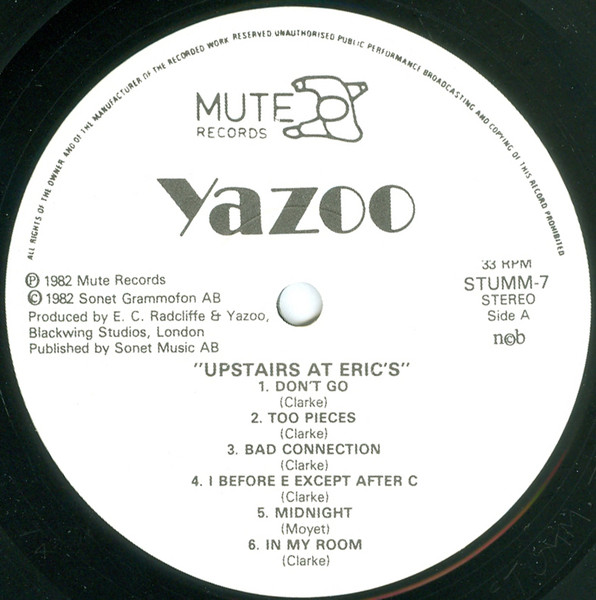 ALL RIGHTS OF THE OWNER AND OF THE MANUFACTURER OF THE RECORDED WORK RESERVED UNAUTHORISED PUBLIC PERFORMANCE BROADCASTING AND COPYING OF THIS RECORD PROHIBITED
MUTE
RECORDS
Yazoo
℗ 1982 Mute Records
© 1982 Sonet Grammofon AB
Produced by E. C. Radcliffe & Yazoo,
Blackwing Studios, London
Published by Sonet Music AB
33 RPM
STUMM-7
STEREO
Side A
n©b
"UPSTAIRS AT ERIC'S"
1. DON'T GO
(Clarke)
2. TOO PIECES
(Clarke)
3. BAD CONNECTION
(Clarke)
4. I BEFORE E EXCEPT AFTER C
(Clarke)
5. MIDNIGHT
(Moyet)
6. IN MY ROOM
(Clarke)
STUMM